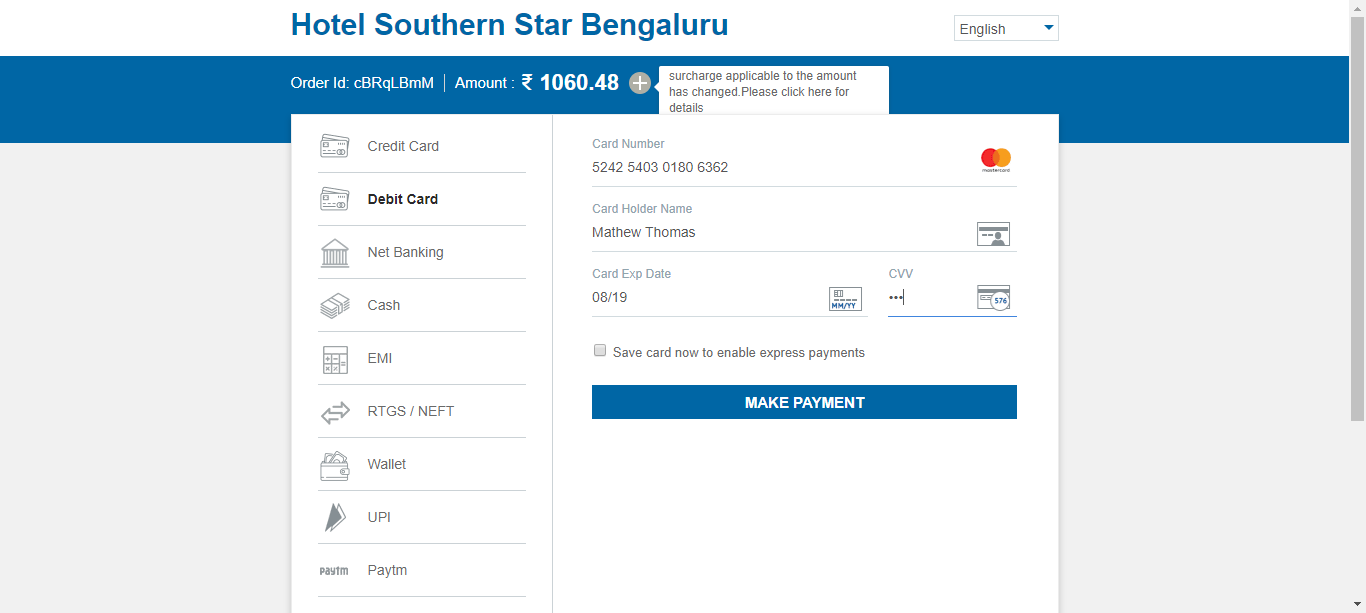 Hotel Southern Star Bengaluru
English
Order Id: cBRqLBmM | Amount : ₹ 1060.48
surcharge applicable to the amount
has changed.Please click here for
details
Credit Card
Debit Card
Net Banking
Cash
EMI
RTGS / NEFT
Wallet
UPI
Paytm
Paytm
Card Number
5242 5403 0180 6362
mastercard
Card Holder Name
Mathew Thomas
Card Exp Date
08/19
MM/YY
CVV
•••
576
Save card now to enable express payments
MAKE PAYMENT